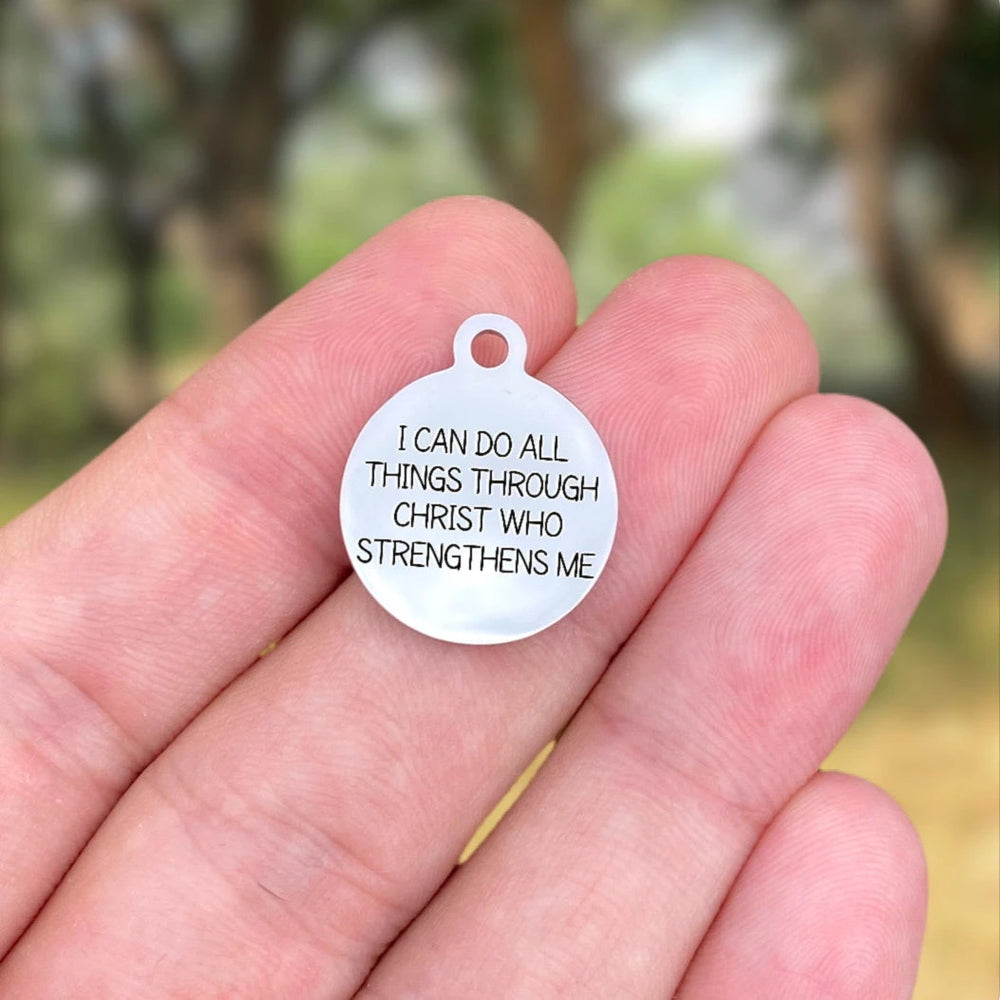 I CAN DO ALL
THINGS THROUGH
CHRIST WHO
STRENGTHENS ME